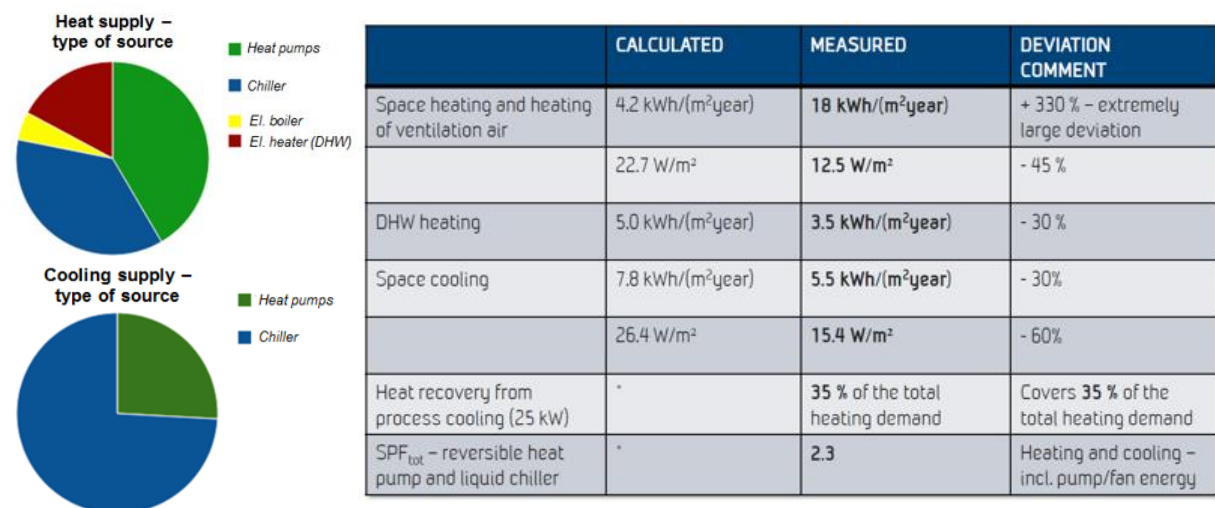 Heat supply –
type of source
Heat pumps
Chiller
El. boiler
El. heater (DHW)
Cooling supply –
type of source
Heat pumps
Chiller
CALCULATED MEASURED DEVIATION
COMMENT
Space heating and heating 4.2 kWh/(m²year) 18 kWh/(m²year) + 330 % – extremely
of ventilation air large deviation
22.7 W/m² 12.5 W/m² - 45 %
DHW heating 5.0 kWh/(m²year) 3.5 kWh/(m²year) - 30 %
Space cooling 7.8 kWh/(m²year) 5.5 kWh/(m²year) - 30%
26.4 W/m² 15.4 W/m² - 60%
Heat recovery from * 35 % of the total Covers 35 % of the
process cooling (25 kW) heating demand total heating demand
SPFtot – reversible heat * 2.3 Heating and cooling –
pump and liquid chiller incl. pump/fan energy